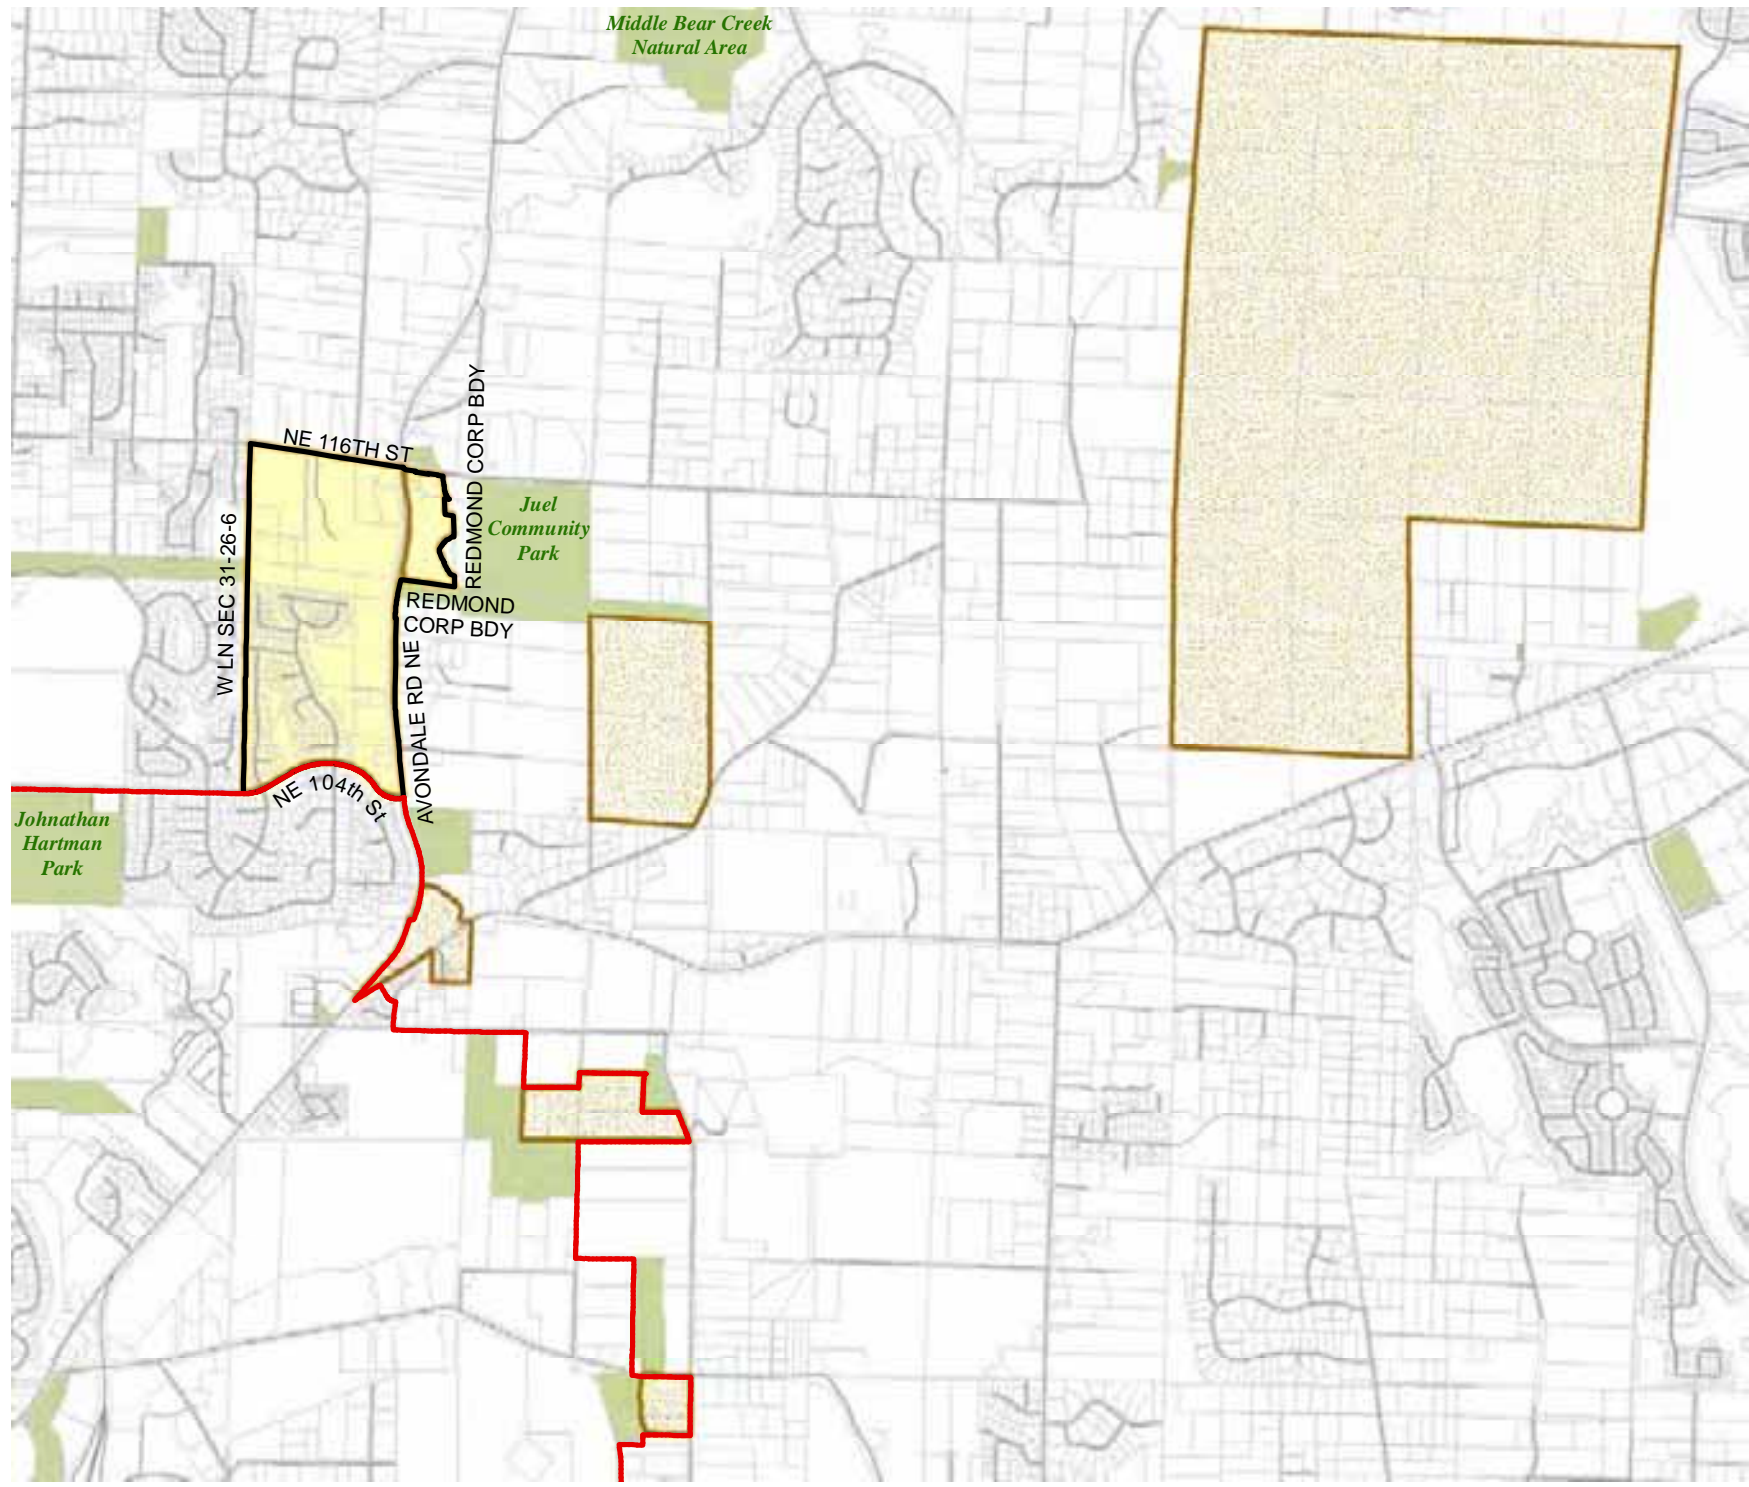 Middle Bear Creek
Natural Area
NE 116TH ST
REDMOND CORP BDY
Juel
Community
Park
W LN SEC 31-26-6
REDMOND
CORP BDY
AVONDALE RD NE
NE 104th St
Johnathan
Hartman
Park